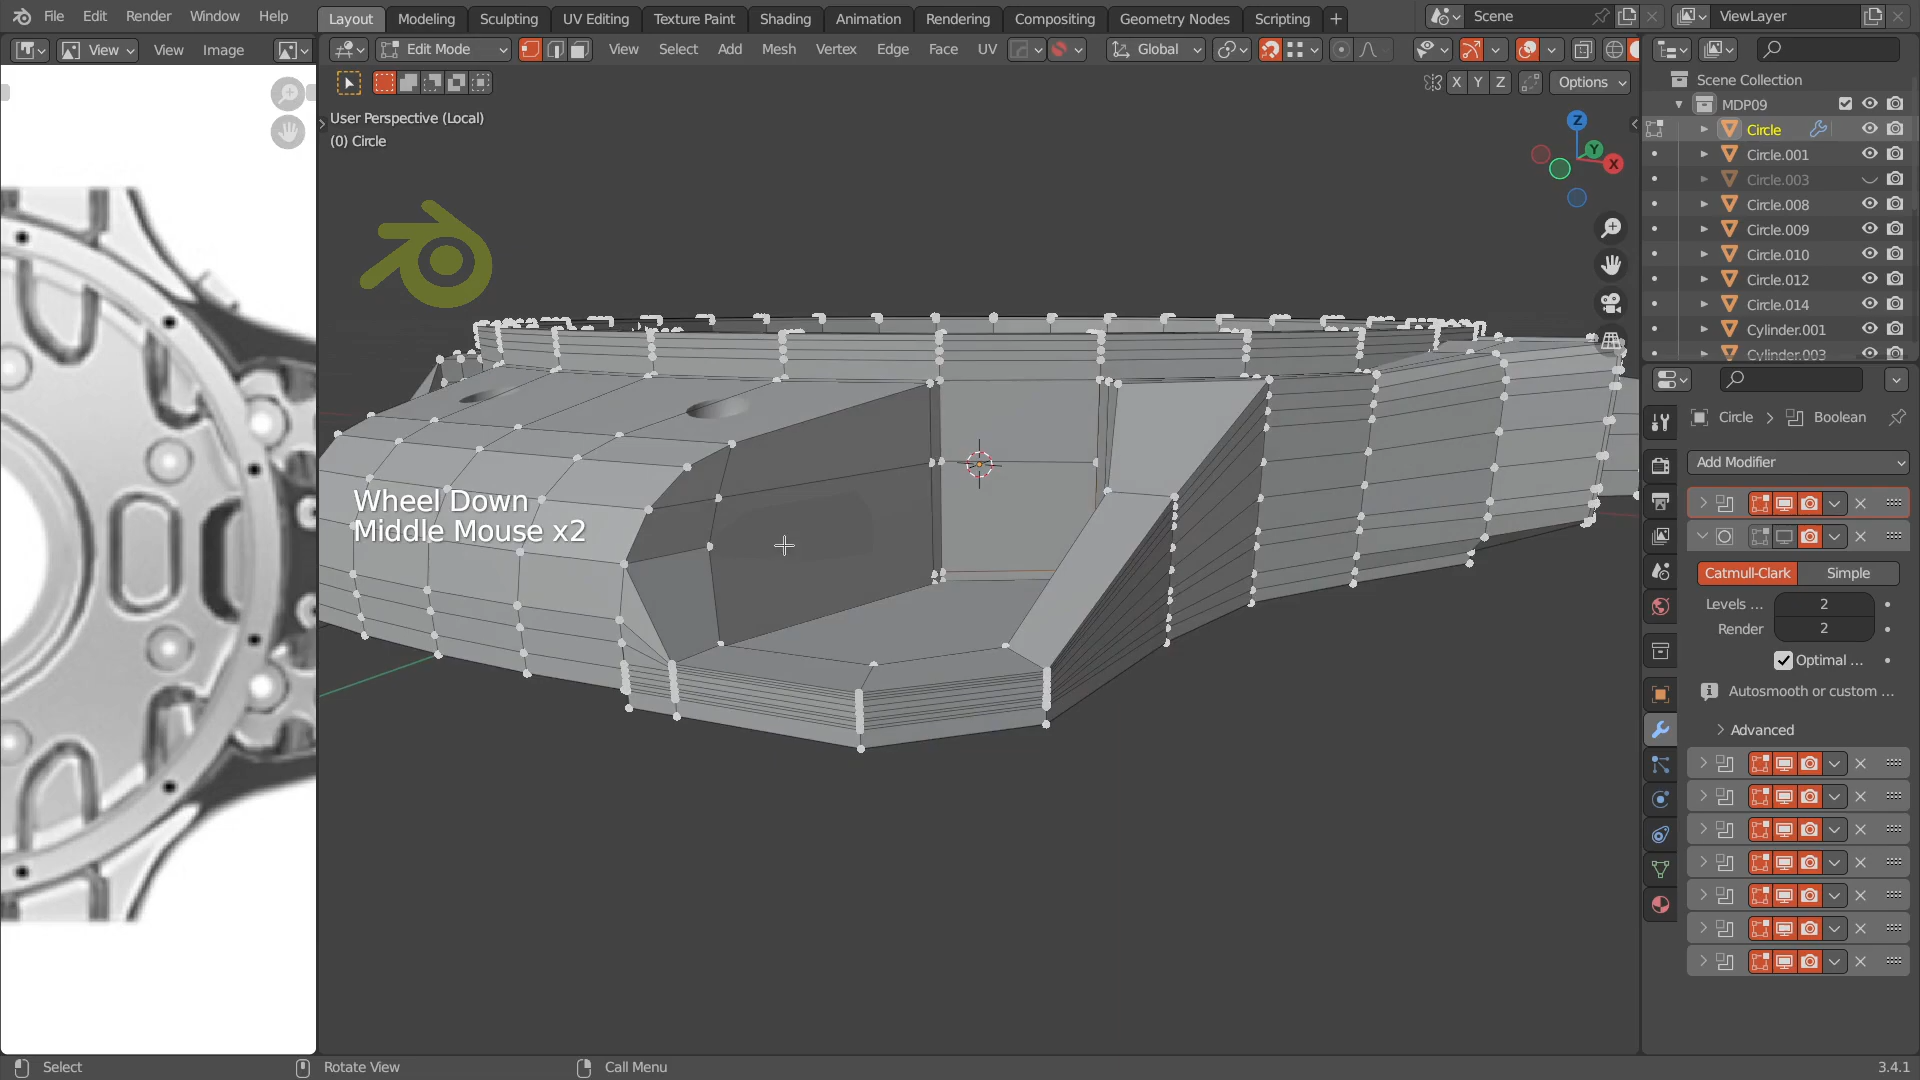 File Edit Render Window Help Layout Modeling Sculpting UV Editing Texture Paint Shading Animation Rendering Compositing Geometry Nodes Scripting + Scene ViewLayer
View View Image Edit Mode View Select Add Mesh Vertex Edge Face UV Global
X Y Z Options
User Perspective (Local)
(0) Circle
Z
Y
X
Wheel Down
Middle Mouse x2
Scene Collection
MDP09
Circle
Circle.001
Circle.003
Circle.008
Circle.009
Circle.010
Circle.012
Circle.014
Cylinder.001
Cylinder.003
Circle > Boolean
Add Modifier
Catmull-Clark Simple
Levels ... 2
Render 2
Optimal ...
Autosmooth or custom ...
Advanced
Select Rotate View Call Menu 3.4.1